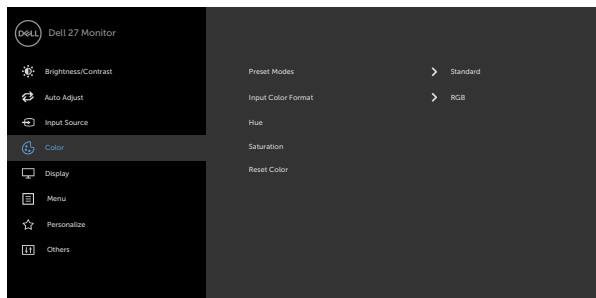 DELL Dell 27 Monitor
Brightness/Contrast
Auto Adjust
Input Source
Color
Display
Menu
Personalize
Others
Preset Modes Standard
Input Color Format RGB
Hue
Saturation
Reset Color